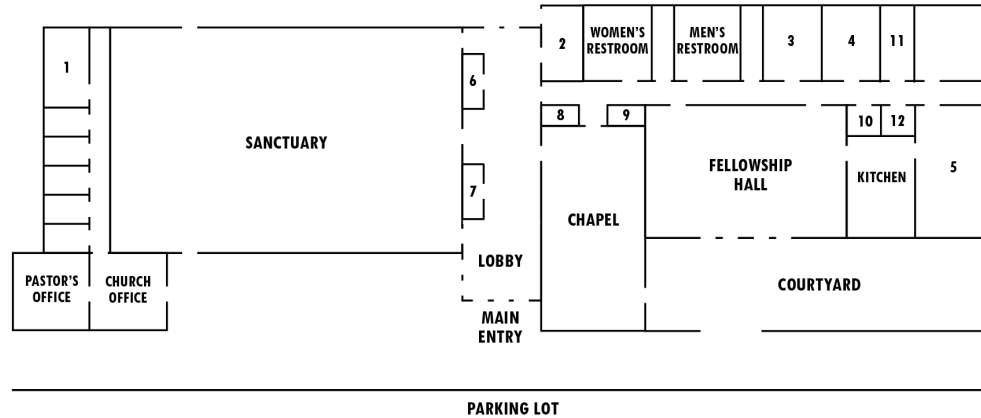 WOMEN'S
RESTROOM
MEN'S
RESTROOM
1
2
3
4
11
6
8
9
10
12
SANCTUARY
FELLOWSHIP
HALL
5
KITCHEN
7
CHAPEL
LOBBY
PASTOR'S
OFFICE
CHURCH
OFFICE
COURTYARD
MAIN
ENTRY
PARKING LOT